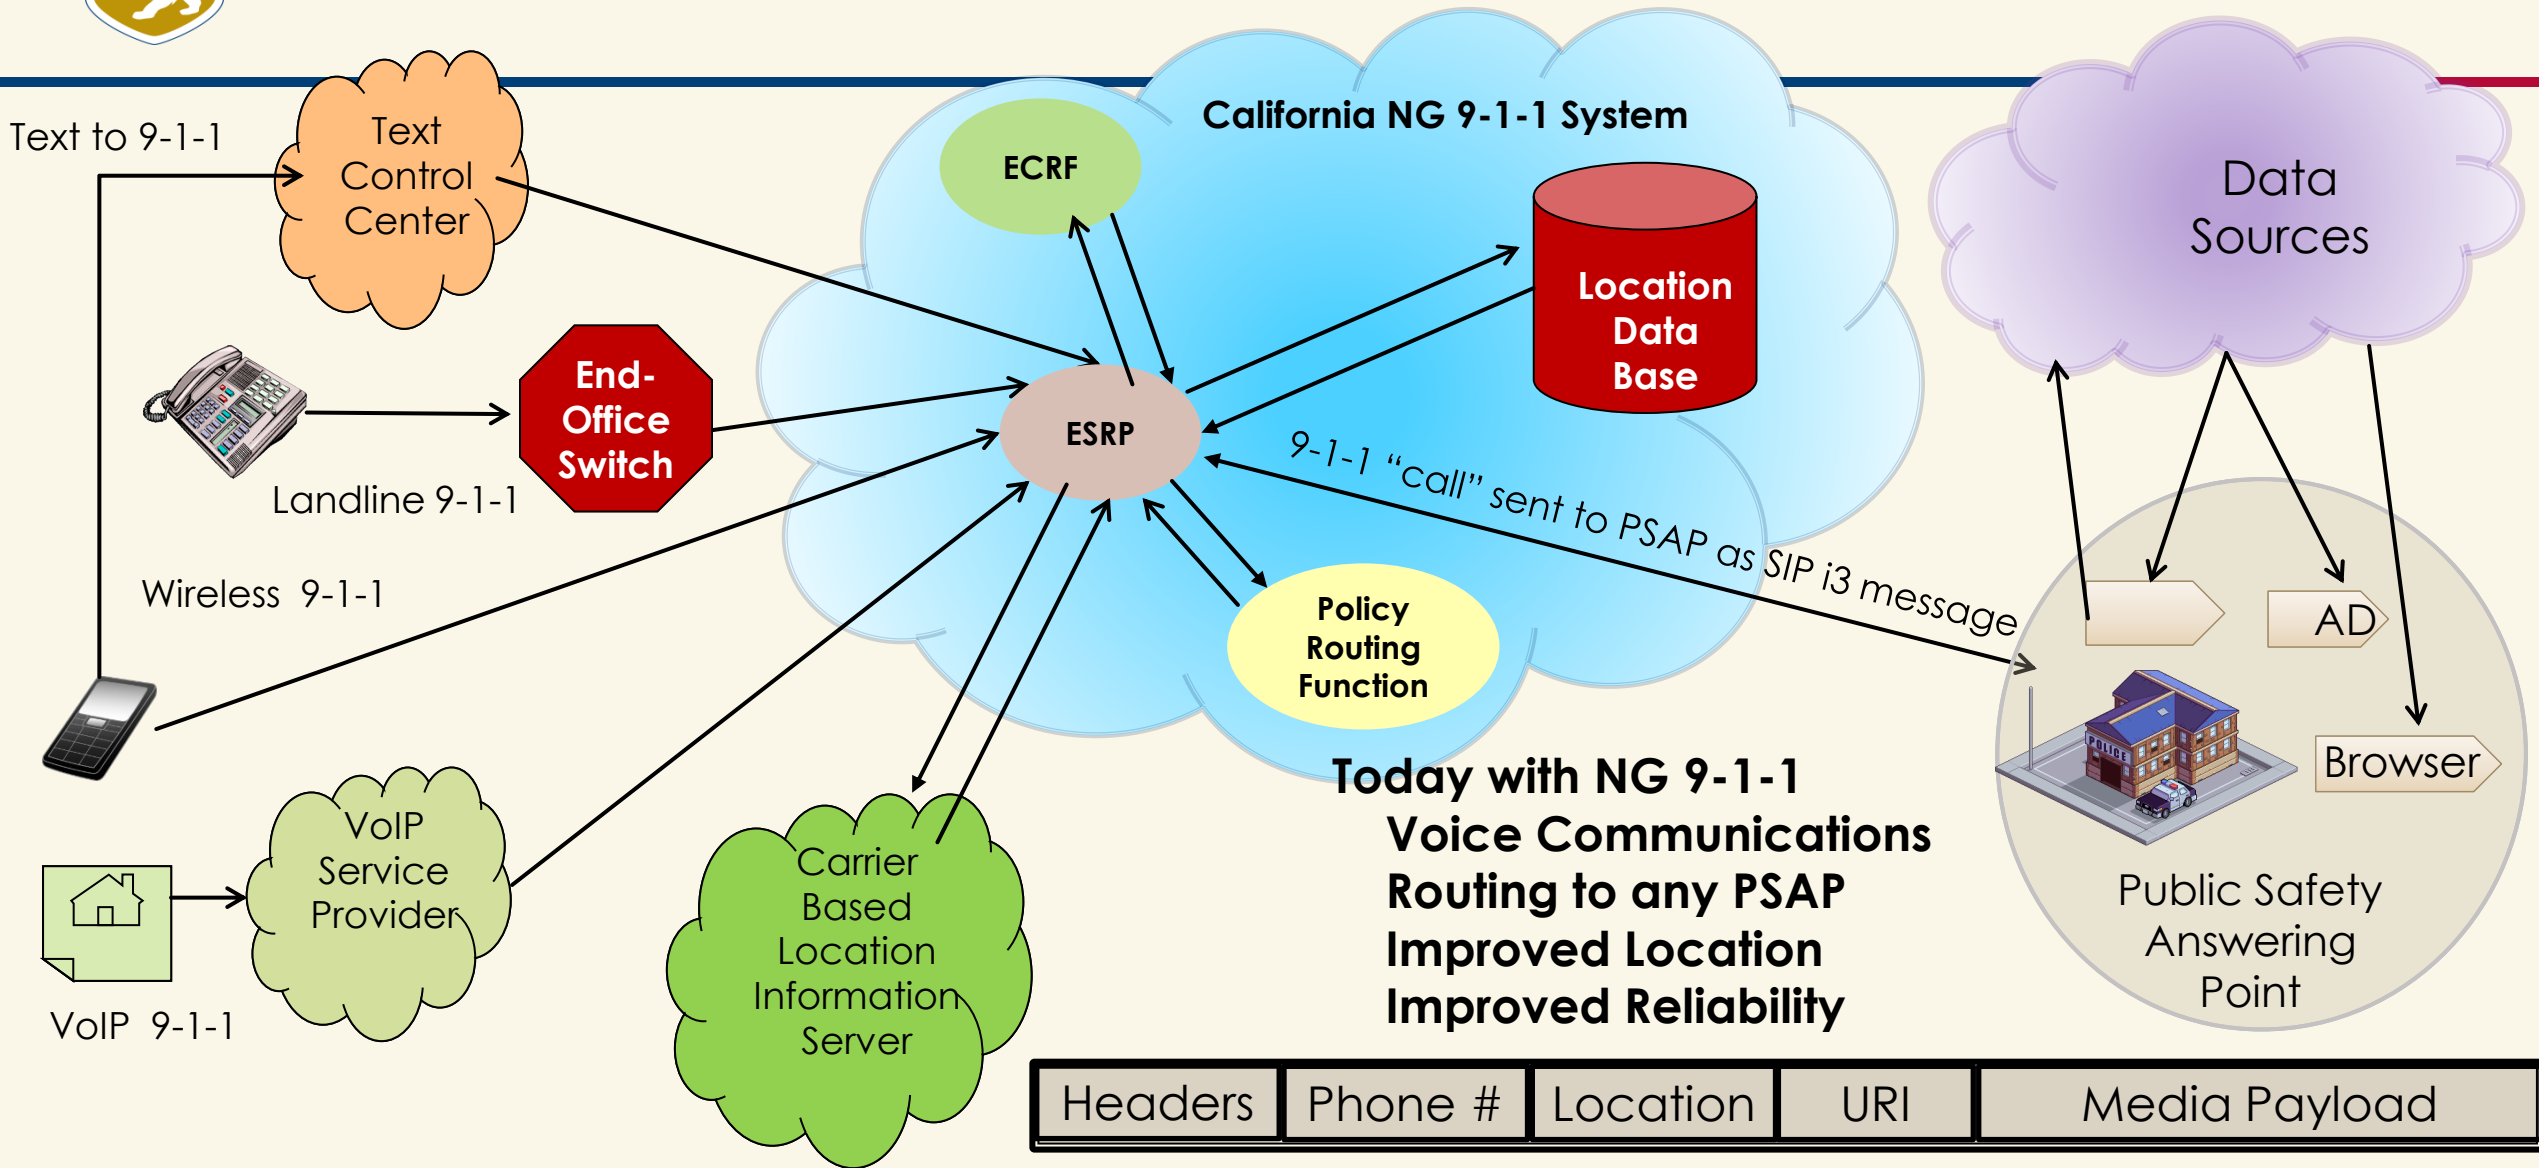 California NG 9-1-1 System
Text to 9-1-1
Text
Control
Center
ECRF
Location
Data
Base
Data
Sources
End-
Office
Switch
Landline 9-1-1
ESRP
9-1-1 “call” sent to PSAP as SIP i3 message
Wireless 9-1-1
Policy
Routing
Function
AD
POLICE
Browser
Public Safety
Answering
Point
VoIP
Service
Provider
VoIP 9-1-1
Carrier
Based
Location
Information
Server
Today with NG 9-1-1
Voice Communications
Routing to any PSAP
Improved Location
Improved Reliability
Headers
Phone #
Location
URI
Media Payload